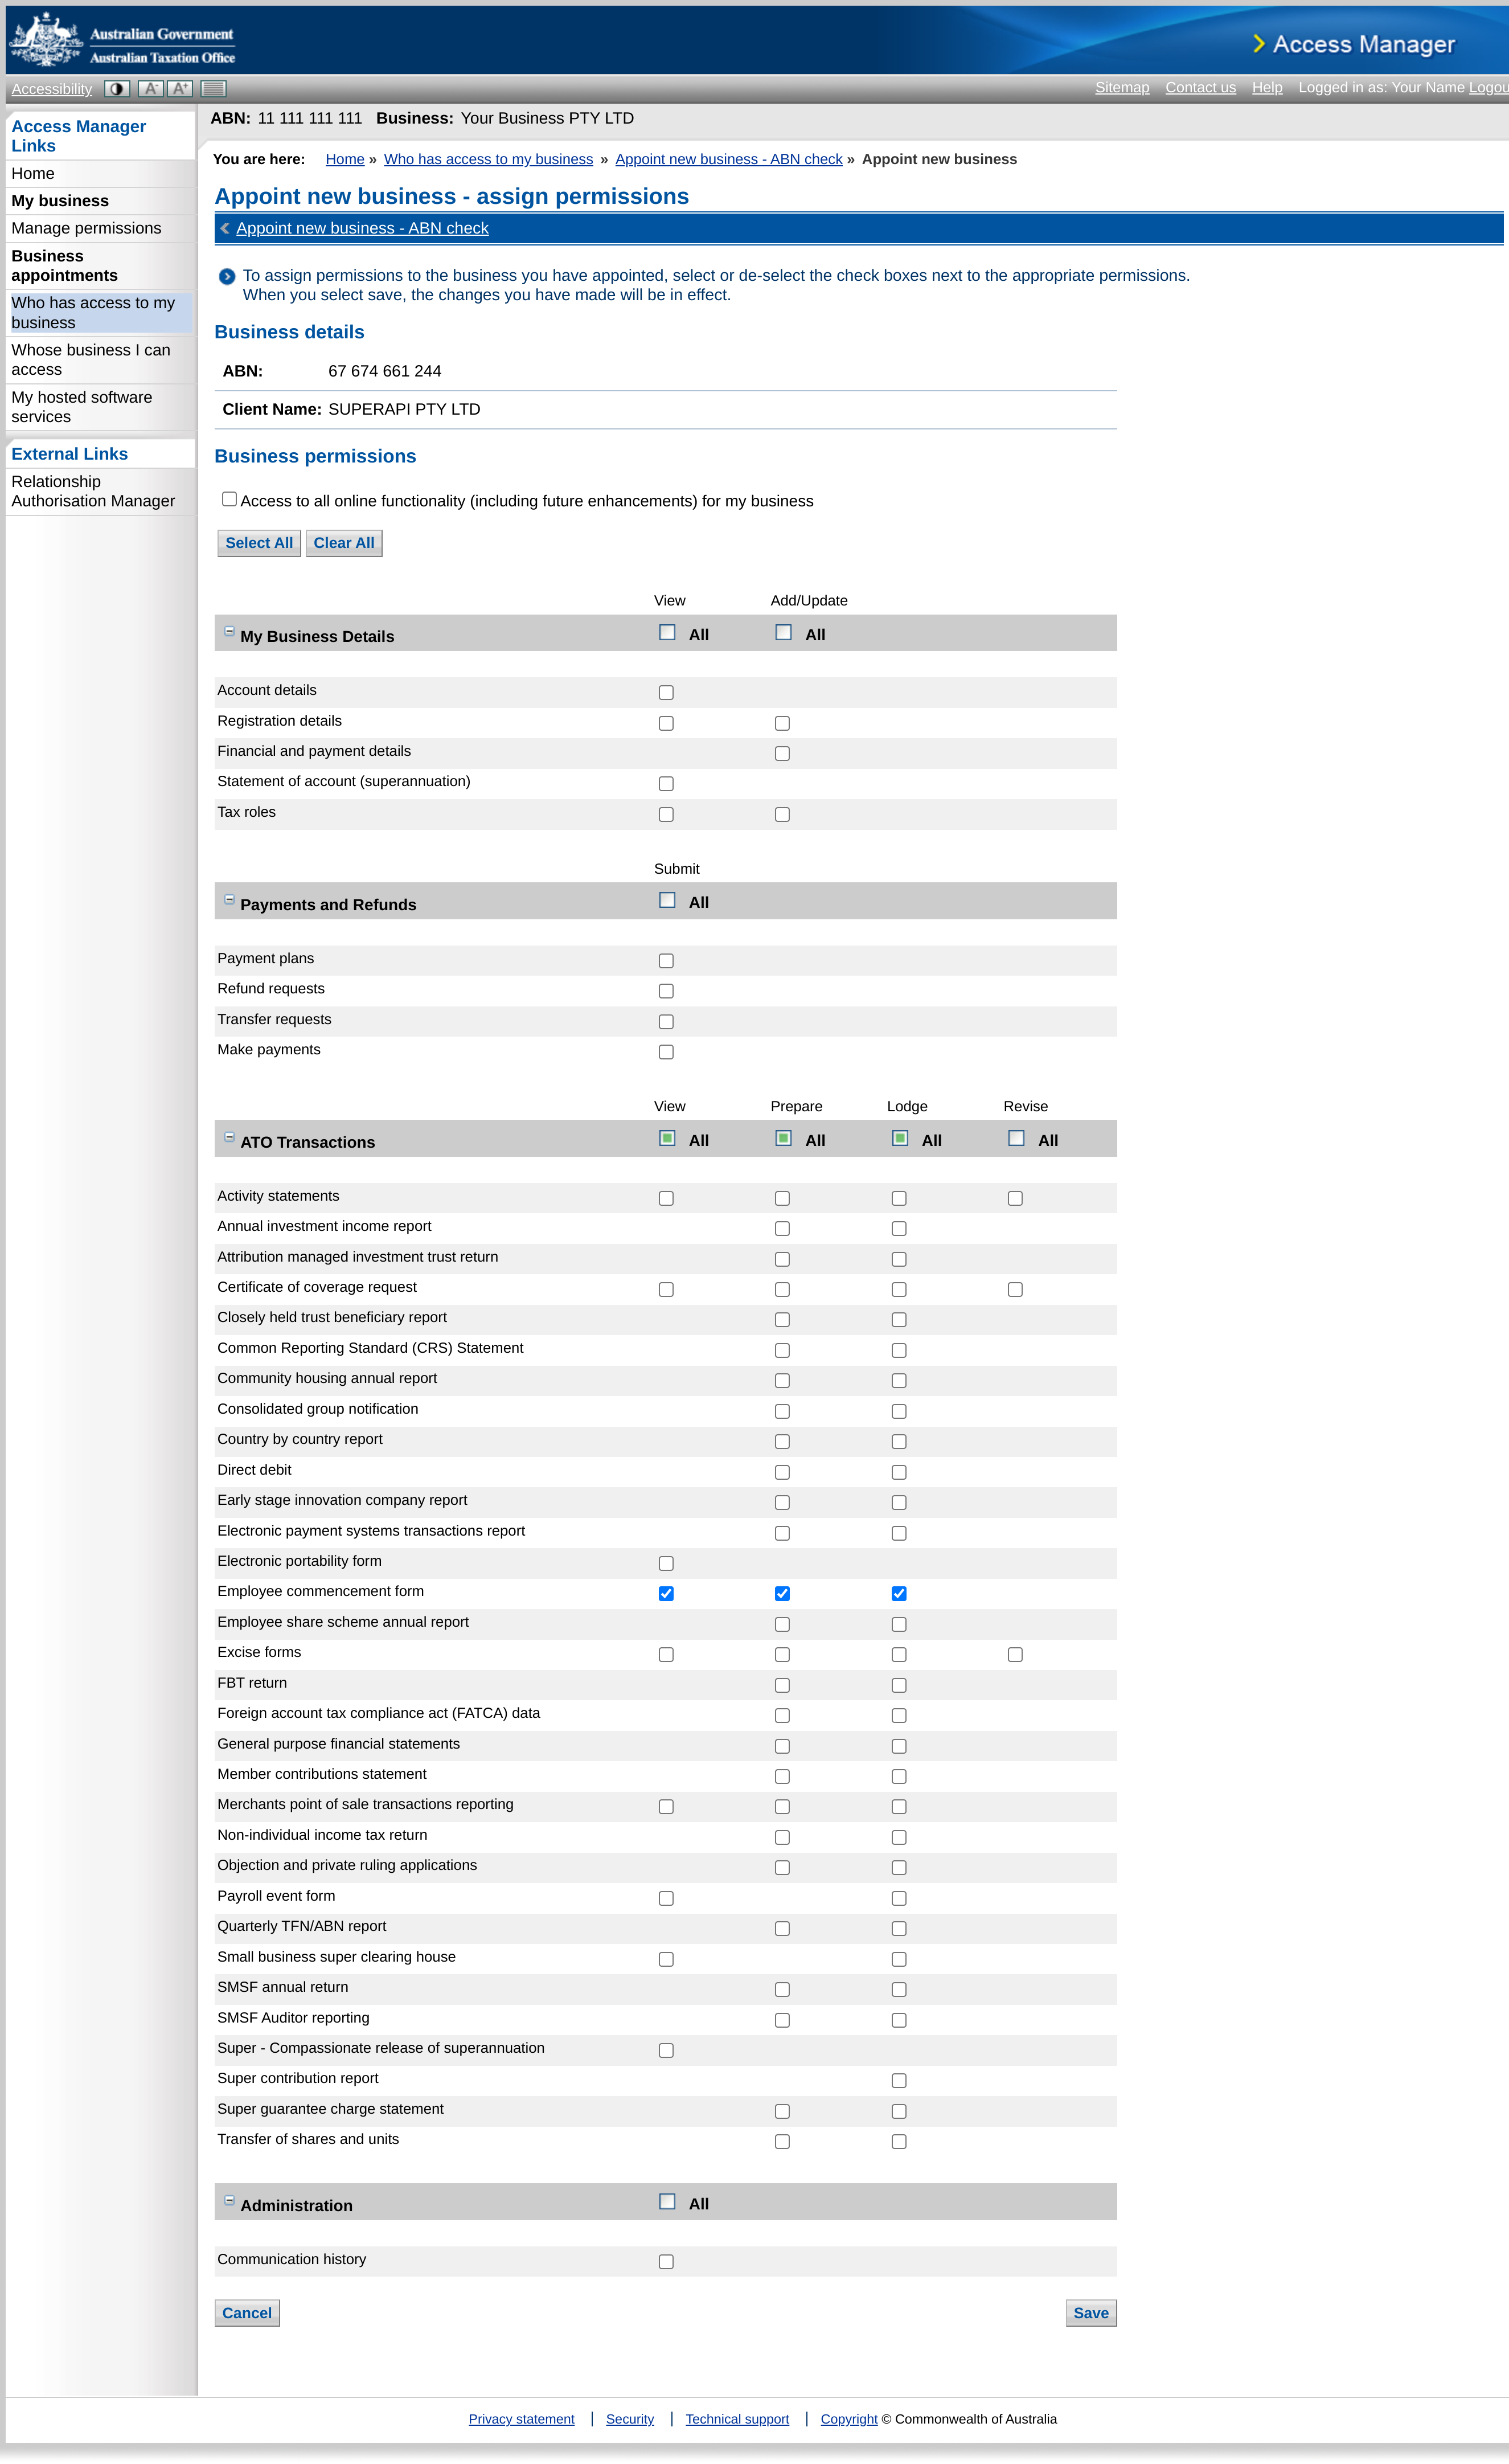 Australian Government
Australian Taxation Office
Access Manager
Accessibility A- A+ Sitemap Contact us Help Logged in as: Your Name Logou
Access Manager
Links
Home
My business
Manage permissions
Business
appointments
Who has access to my
business
Whose business I can
access
My hosted software
services
External Links
Relationship
Authorisation Manager
ABN: 11 111 111 111 Business: Your Business PTY LTD
You are here: Home » Who has access to my business » Appoint new business - ABN check » Appoint new business
Appoint new business - assign permissions
Appoint new business - ABN check
To assign permissions to the business you have appointed, select or de-select the check boxes next to the appropriate permissions.
When you select save, the changes you have made will be in effect.
Business details
ABN: 67 674 661 244
Client Name: SUPERAPI PTY LTD
Business permissions
Access to all online functionality (including future enhancements) for my business
Select All Clear All
View Add/Update
My Business Details All All
Account details
Registration details
Financial and payment details
Statement of account (superannuation)
Tax roles
Submit
Payments and Refunds All
Payment plans
Refund requests
Transfer requests
Make payments
View Prepare Lodge Revise
ATO Transactions All All All All
Activity statements
Annual investment income report
Attribution managed investment trust return
Certificate of coverage request
Closely held trust beneficiary report
Common Reporting Standard (CRS) Statement
Community housing annual report
Consolidated group notification
Country by country report
Direct debit
Early stage innovation company report
Electronic payment systems transactions report
Electronic portability form
Employee commencement form
Employee share scheme annual report
Excise forms
FBT return
Foreign account tax compliance act (FATCA) data
General purpose financial statements
Member contributions statement
Merchants point of sale transactions reporting
Non-individual income tax return
Objection and private ruling applications
Payroll event form
Quarterly TFN/ABN report
Small business super clearing house
SMSF annual return
SMSF Auditor reporting
Super - Compassionate release of superannuation
Super contribution report
Super guarantee charge statement
Transfer of shares and units
Administration All
Communication history
Cancel Save
Privacy statement | Security | Technical support | Copyright © Commonwealth of Australia